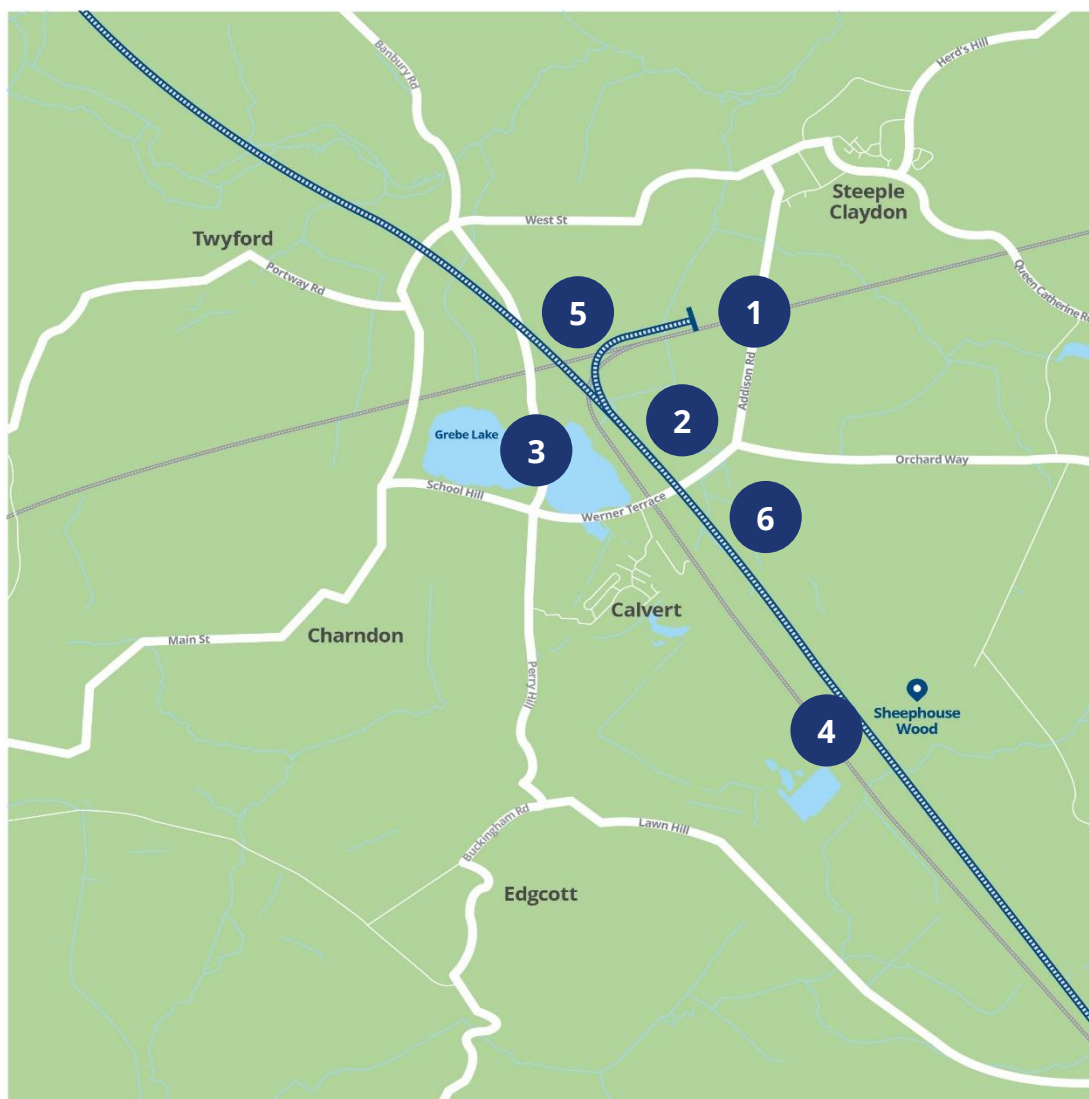 Banbury Rd
Herd's Hill
Steeple
Claydon
West St
Twyford
Portway Rd
Queen Catherine Rd
5
1
Addison Rd
2
Grebe Lake
3
Orchard Way
School Hill
Werner Terrace
6
Calvert
Charndon
Main St
Perry Hill
Sheephouse
Wood
4
Buckingham Rd
Lawn Hill
Edgcott